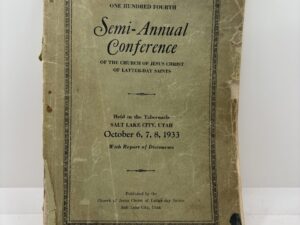 ONE HUNDRED FOURTH
Semi-Annual
Conference
OF THE CHURCH OF JESUS CHRIST
OF LATTER-DAY SAINTS
Held in the Tabernacle
SALT LAKE CITY, UTAH
October 6, 7, 8, 1933
With Report of Discourses
Published by the
Church of Jesus Christ of Latter-day Saints
Salt Lake City, Utah